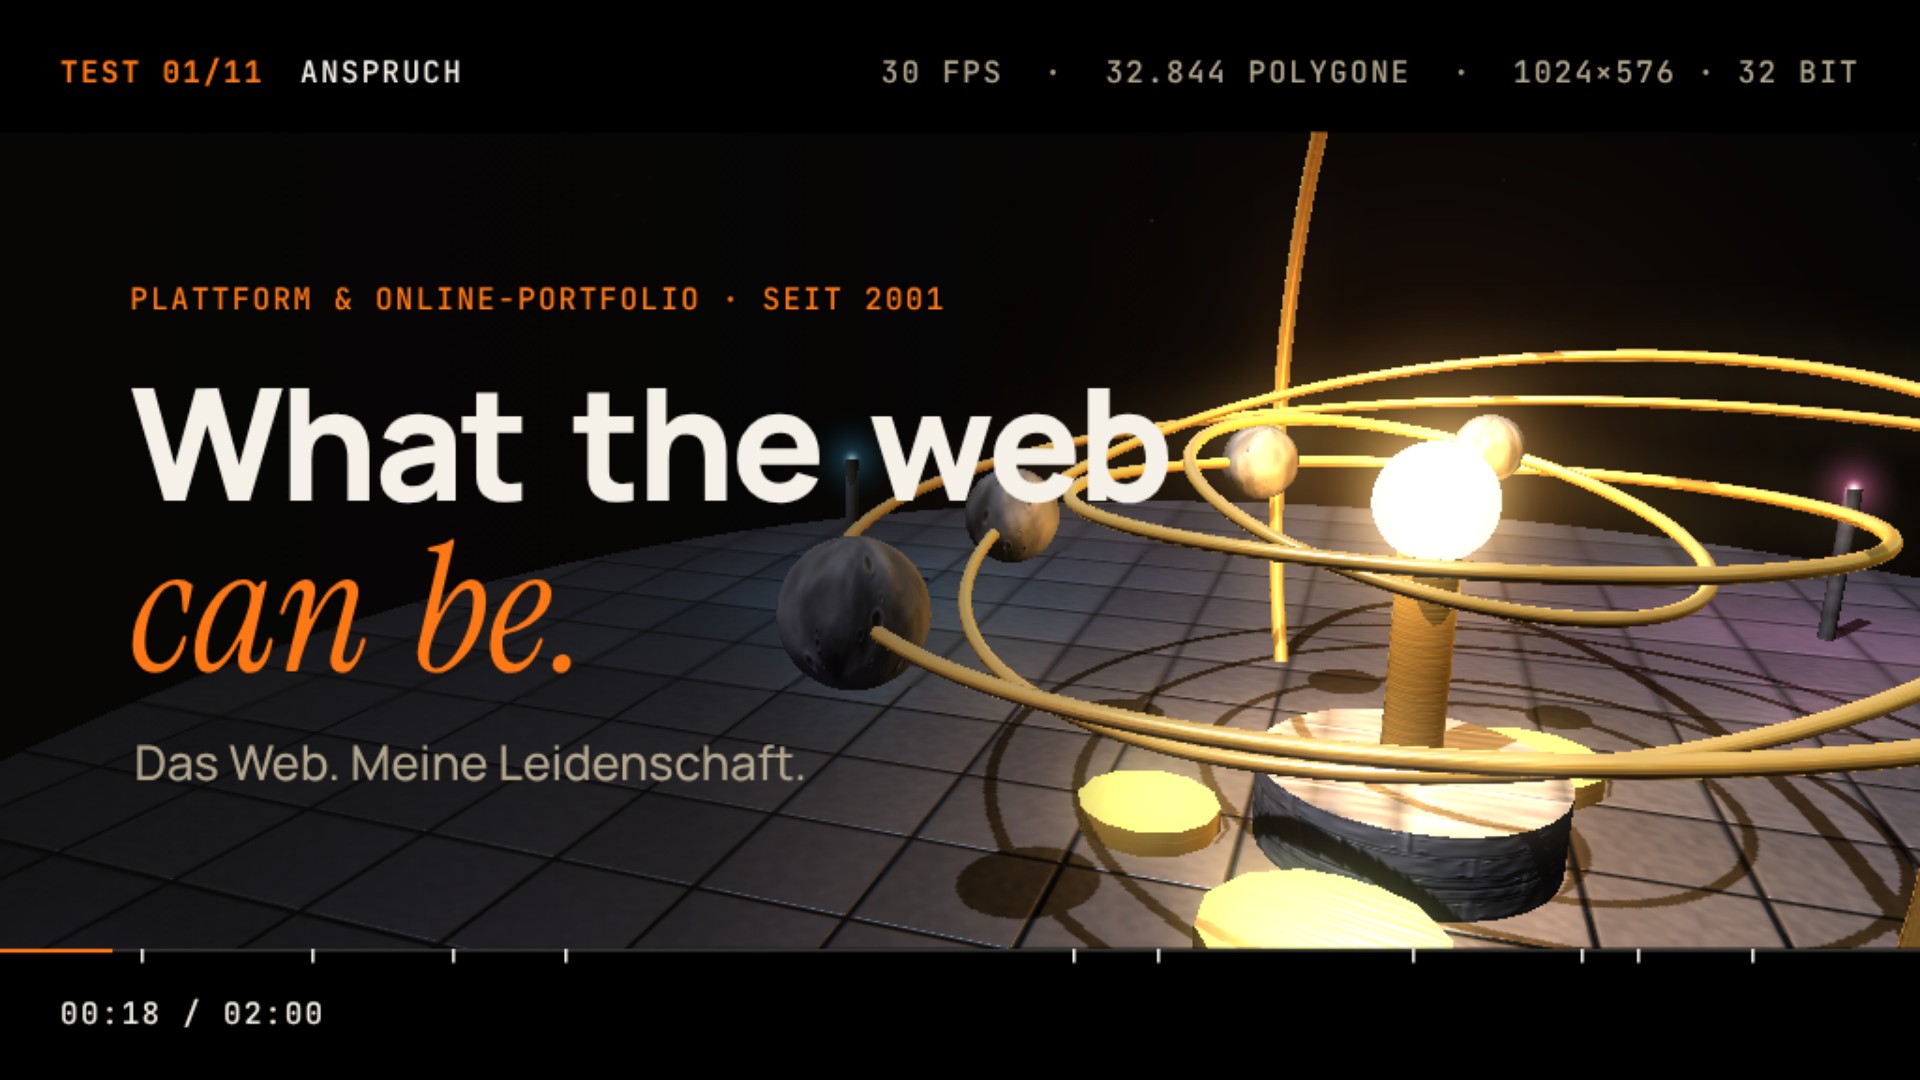 TEST 01/11 ANSPRUCH
30 FPS · 32.844 POLYGONE · 1024×576 · 32 BIT
PLATTFORM & ONLINE-PORTFOLIO · SEIT 2001
What the web
can be.
Das Web. Meine Leidenschaft.
00:18 / 02:00